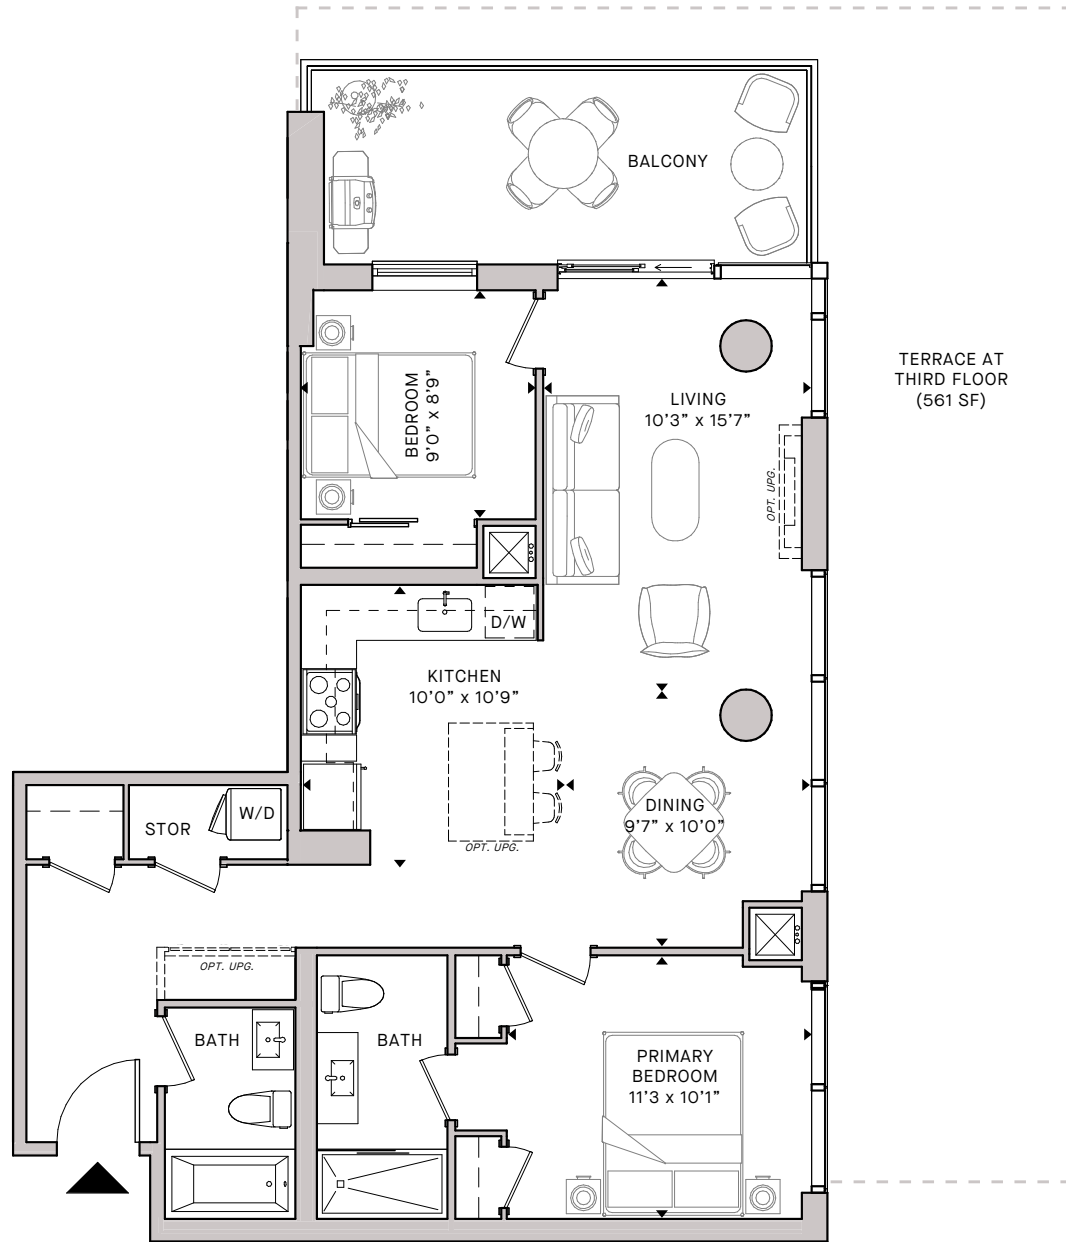 BALCONY
TERRACE AT
THIRD FLOOR
(561 SF)
BEDROOM
9'0" x 8'9"
LIVING
10'3" x 15'7"
OPT. UPG.
D/W
KITCHEN
10'0" x 10'9"
OPT. UPG.
DINING
9'7" x 10'0"
STOR
W/D
OPT. UPG.
BATH
BATH
PRIMARY
BEDROOM
11'3 x 10'1"